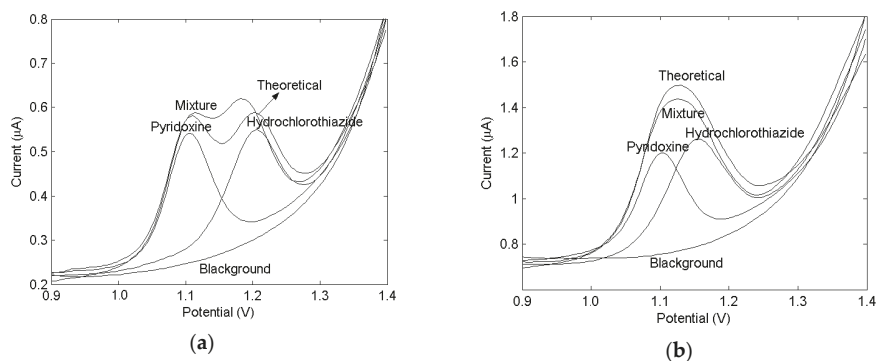 0.8
0.7
0.6
0.5
0.4
0.3
0.2
0.9
1.0
1.1
1.2
1.3
1.4
Current (μA)
Potential (V)
Theoretical
Mixture
Pyridoxine
Hydrochlorothiazide
Blackground
(a)
1.8
1.6
1.4
1.2
1
0.8
0.9
1.0
1.1
1.2
1.3
1.4
Current (μA)
Potential (V)
Theoretical
Mixture
Hydrochlorothiazide
Pyridoxine
Blackground
(b)